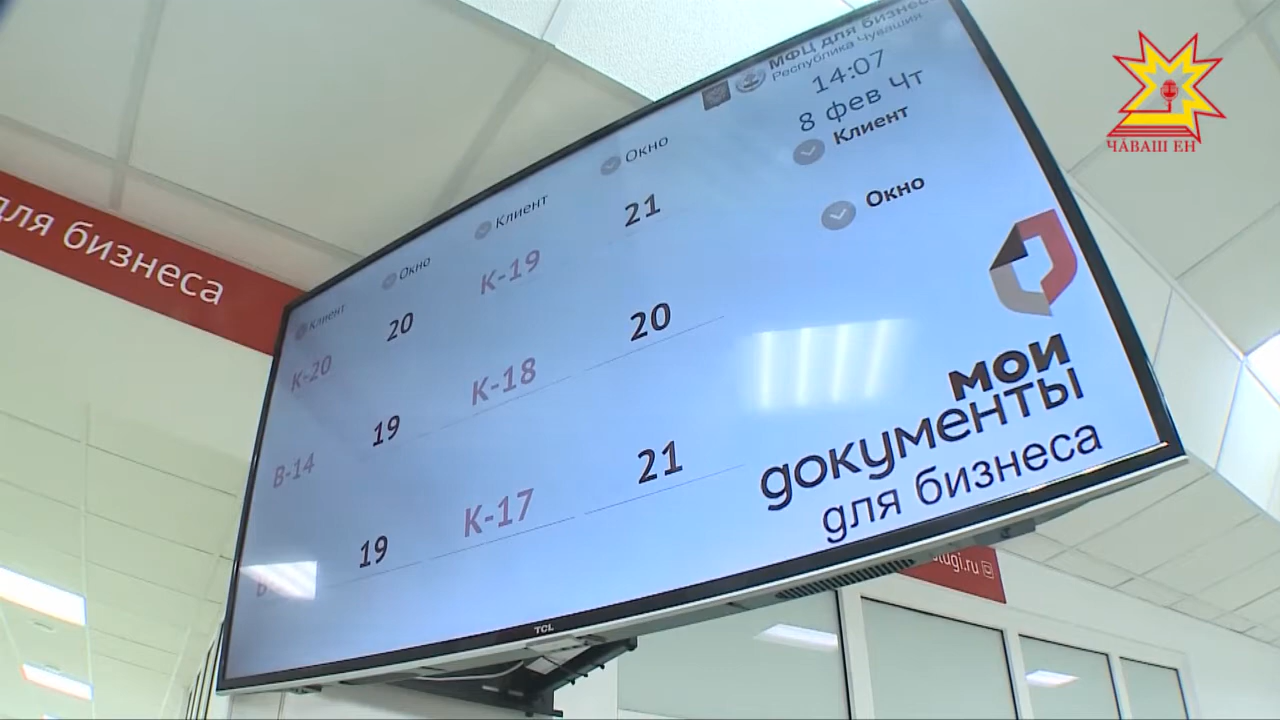 ЧӐВАШ ЕН
для бизнеса
МФЦ для бизнеса
Республика Чувашия
14:07
8 фев Чт
Клиент
Окно
Клиент Окно Клиент Окно
К-20 20 К-19 21
В-14 19 К-18 20
19 К-17 21
мои
документы
для бизнеса
TCL